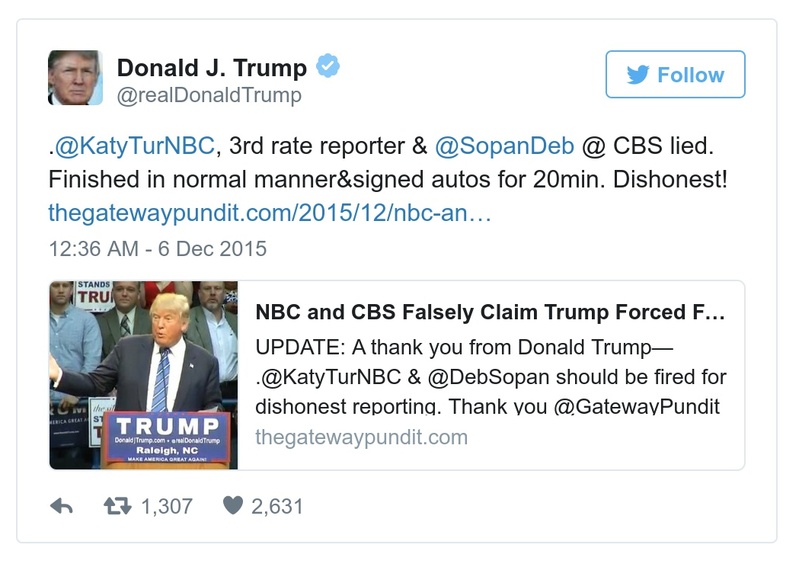 Donald J. Trump
@realDonaldTrump
Follow
.@KatyTurNBC, 3rd rate reporter & @SopanDeb @ CBS lied.
Finished in normal manner&signed autos for 20min. Dishonest!
thegatewaypundit.com/2015/12/nbc-an…
12:36 AM - 6 Dec 2015
STANDS
TRU
TRUMP
DonaldJTrump.com • @realDonaldTrump
Raleigh, NC
MAKE AMERICA GREAT AGAIN!
NBC and CBS Falsely Claim Trump Forced F…
UPDATE: A thank you from Donald Trump—
.@KatyTurNBC & @DebSopan should be fired for
dishonest reporting. Thank you @GatewayPundit
thegatewaypundit.com
1,307
2,631